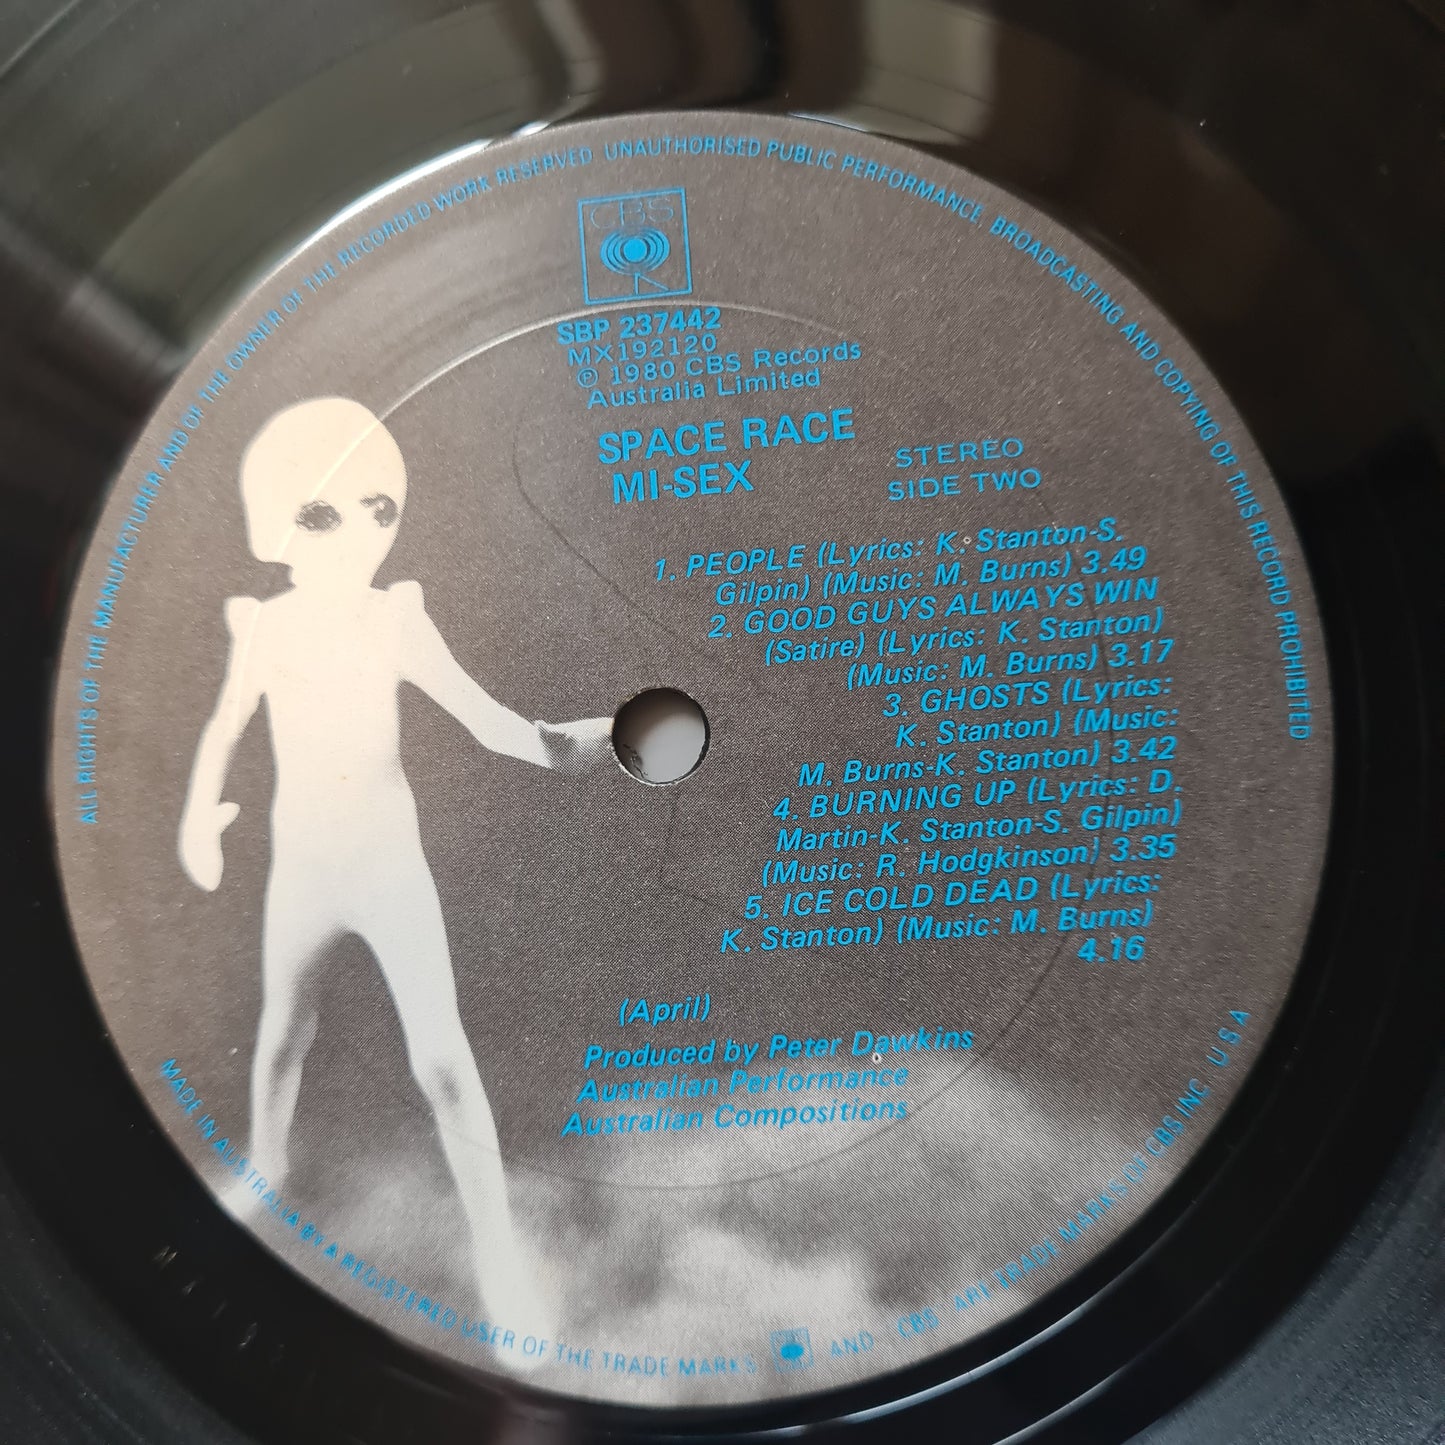 ALL RIGHTS OF THE MANUFACTURER AND OF THE OWNER OF THE RECORDED WORK RESERVED UNAUTHORISED PUBLIC PERFORMANCE BROADCASTING AND COPYING OF THIS RECORD PROHIBITED
CBS
SBP 237442
MX192120
℗ 1980 CBS Records
Australia Limited
SPACE RACE
MI-SEX
STEREO
SIDE TWO
1. PEOPLE (Lyrics: K. Stanton-S.
Gilpin) (Music: M. Burns) 3.49
2. GOOD GUYS ALWAYS WIN
(Satire) (Lyrics: K. Stanton)
(Music: M. Burns) 3.17
3. GHOSTS (Lyrics:
K. Stanton) (Music:
M. Burns-K. Stanton) 3.42
4. BURNING UP (Lyrics: D.
Martin-K. Stanton-S. Gilpin)
(Music: R. Hodgkinson) 3.35
5. ICE COLD DEAD (Lyrics:
K. Stanton) (Music: M. Burns)
4.16
(April)
Produced by Peter Dawkins
Australian Performance
Australian Compositions
MADE IN AUSTRALIA BY A REGISTERED USER OF THE TRADE MARKS AND "CBS" ARE TRADE MARKS OF CBS INC. U S A